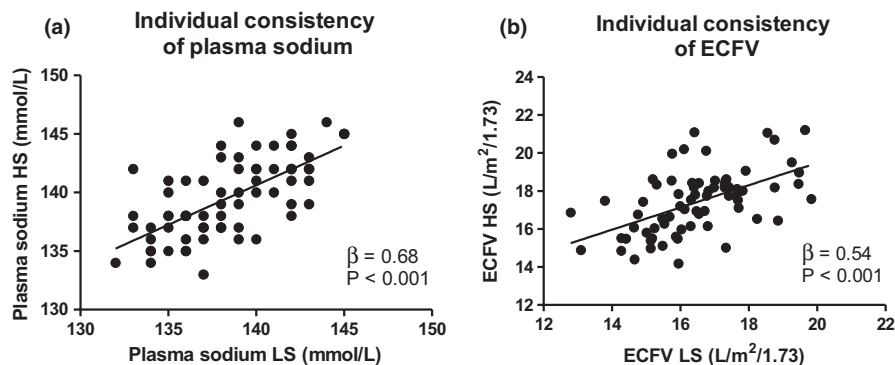 (a)
Individual consistency
of plasma sodium
Plasma sodium HS (mmol/L)
150
145
140
135
130
β = 0.68
P < 0.001
130
135
140
145
150
Plasma sodium LS (mmol/L)
(b)
Individual consistency
of ECFV
ECFV HS (L/m²/1.73)
24
22
20
18
16
14
12
β = 0.54
P < 0.001
12
14
16
18
20
22
ECFV LS (L/m²/1.73)